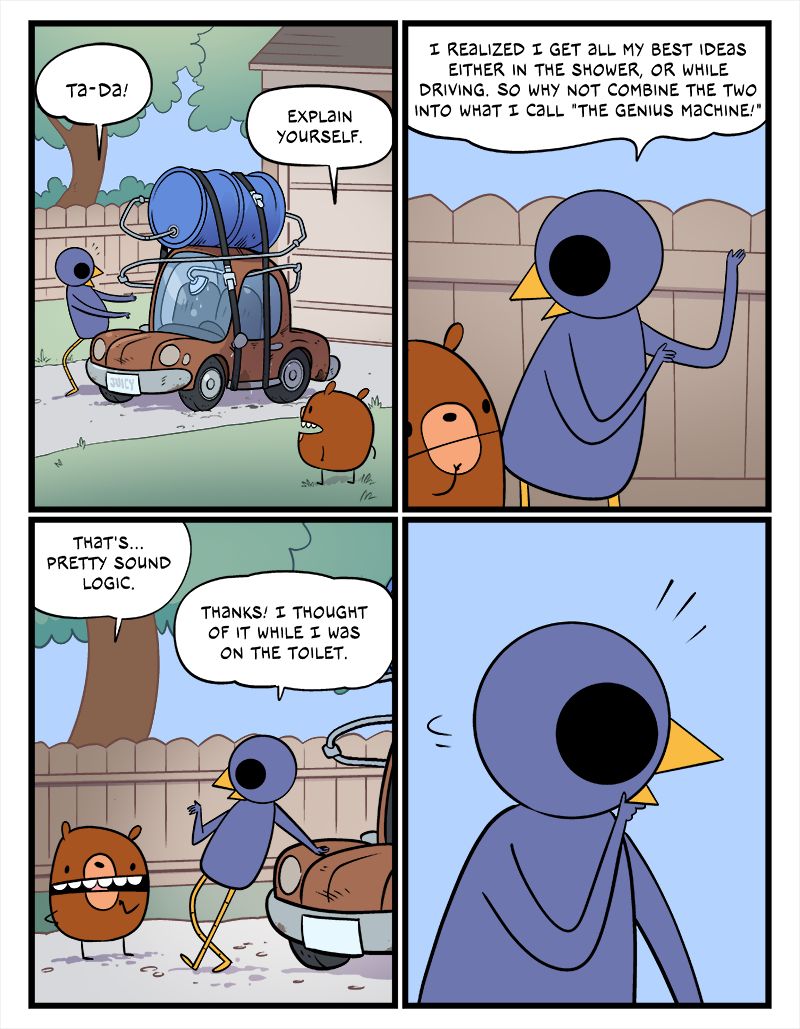 TA-DA!
EXPLAIN
YOURSELF.
JUICY
I REALIZED I GET ALL MY BEST IDEAS
EITHER IN THE SHOWER, OR WHILE
DRIVING. SO WHY NOT COMBINE THE TWO
INTO WHAT I CALL "THE GENIUS MACHINE!"
THAT'S...
PRETTY SOUND
LOGIC.
THANKS! I THOUGHT
OF IT WHILE I WAS
ON THE TOILET.